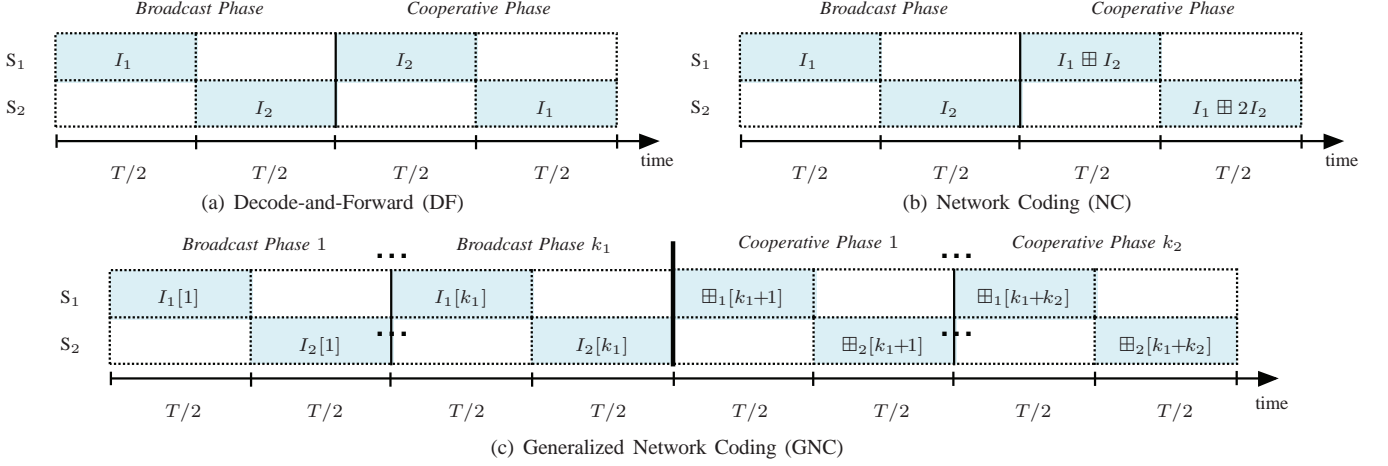 Broadcast Phase Cooperative Phase Broadcast Phase Cooperative Phase
S₁ I₁ I₂ S₁ I₁ I₁ ⊞ I₂
S₂ I₂ I₁ S₂ I₂ I₁ ⊞ 2I₂
time time
T/2 T/2 T/2 T/2 T/2 T/2 T/2 T/2
(a) Decode-and-Forward (DF) (b) Network Coding (NC)
Broadcast Phase 1 ... Broadcast Phase k₁ Cooperative Phase 1 ... Cooperative Phase k₂
S₁ I₁[1] I₁[k₁] ⊞₁[k₁+1] ⊞₁[k₁+k₂]
S₂ I₂[1] ... I₂[k₁] ⊞₂[k₁+1] ... ⊞₂[k₁+k₂]
time
T/2 T/2 T/2 T/2 T/2 T/2 T/2 T/2
(c) Generalized Network Coding (GNC)